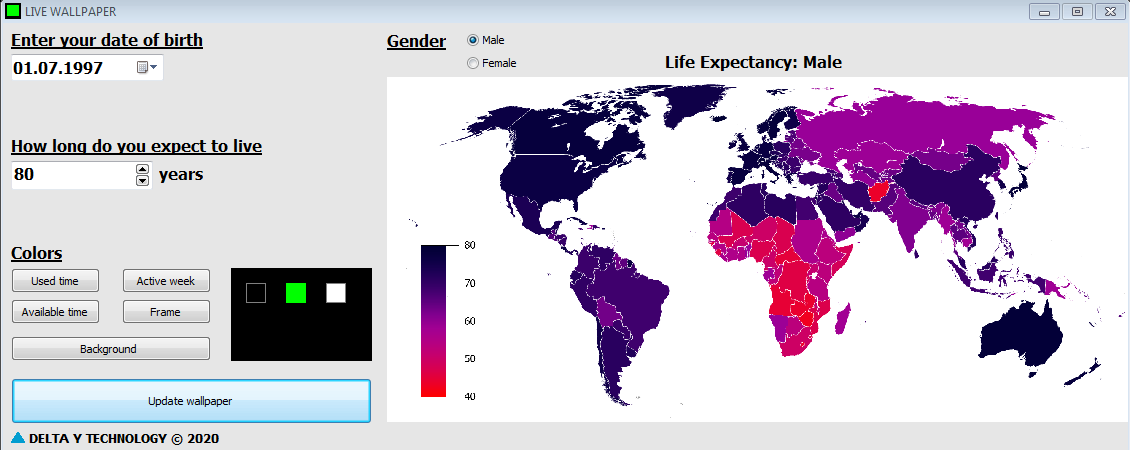 LIVE WALLPAPER
Enter your date of birth
01.07.1997
How long do you expect to live
80 years
Colors
Used time
Active week
Available time
Frame
Background
Update wallpaper
DELTA Y TECHNOLOGY © 2020
Gender
Male
Female
Life Expectancy: Male
80
70
60
50
40